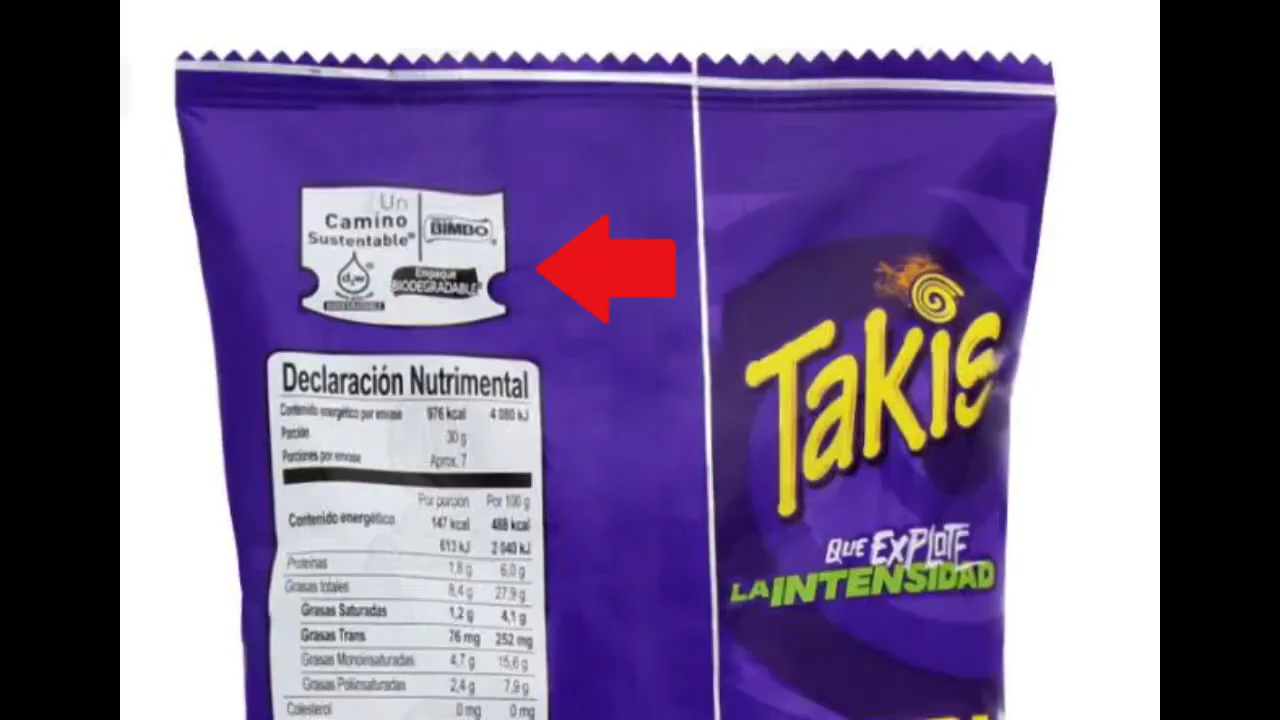 Un
Camino
Sustentable®
BIMBO®
d₂w®
BIODEGRADABLE
Empaque
BIODEGRADABLE®
Declaración Nutrimental
Contenido energético por envase 976 kcal 4 080 kJ
Porción 30 g
Porciones por envase Aprox. 7
Por porción Por 100 g
Contenido energético 147 kcal 488 kcal
613 kJ 2 040 kJ
Proteínas 1,8 g 6,0 g
Grasas totales 8,4 g 27,9 g
Grasas Saturadas 1,2 g 4,1 g
Grasas Trans 76 mg 252 mg
Grasas Monoinsaturadas 4,7 g 15,6 g
Grasas Poliinsaturadas 2,4 g 7,9 g
Colesterol 0 mg 0 mg
Takis
QUE EXPLOTE
LA INTENSIDAD